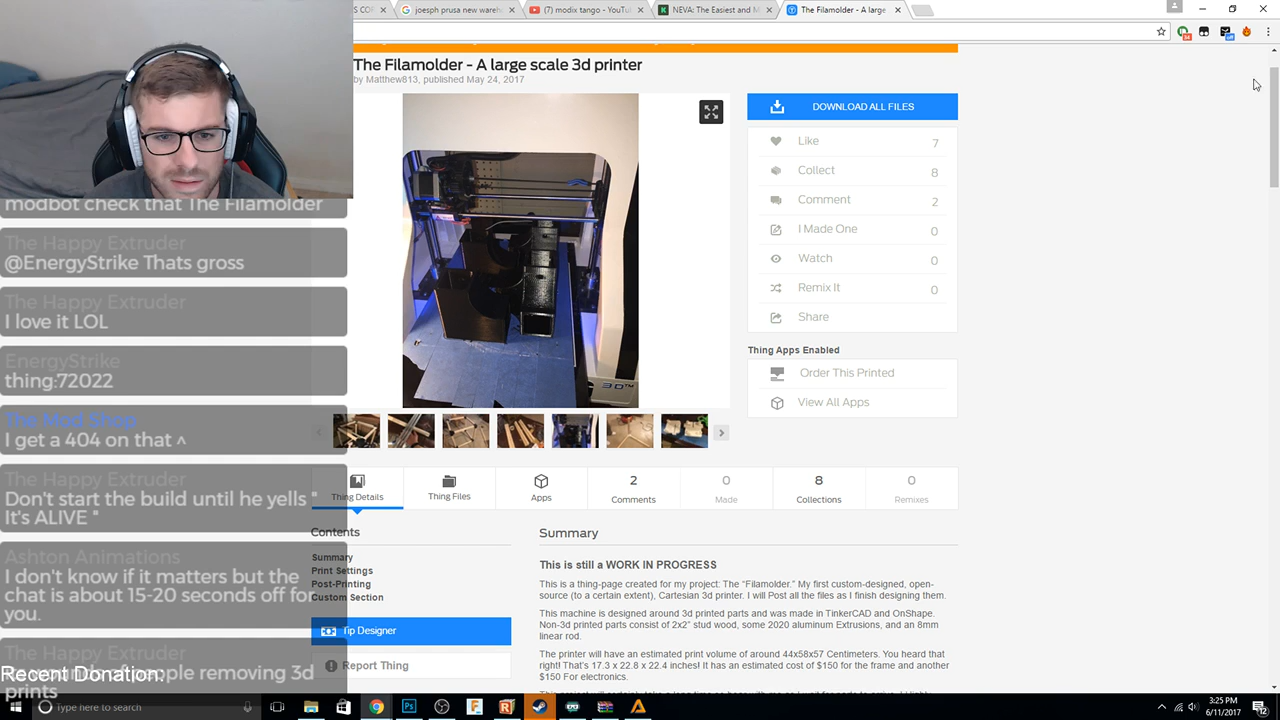 S COR
joesph prusa new wareh
(7) modix tango - YouTu
NEVA: The Easiest and M
The Filamolder - A large
The Filamolder - A large scale 3d printer
by Matthew813, published May 24, 2017
DOWNLOAD ALL FILES
Like 7
Collect 8
Comment 2
I Made One 0
Watch 0
Remix It 0
Share
Thing Apps Enabled
Order This Printed
View All Apps
3D™
modbot check that The Filamolder
The Happy Extruder
@EnergyStrike Thats gross
The Happy Extruder
I love it LOL
EnergyStrike
thing:72022
The Mod Shop
I get a 404 on that ^
The Happy Extruder
Don't start the build until he yells "
It's ALIVE "
Ashton Animations
I don't know if it matters but the
chat is about 15-20 seconds off for
you.
The Happy Extruder
people removing 3d
prints
Recent Donation:
Thing Details
Thing Files
Apps
2
Comments
0
Made
8
Collections
0
Remixes
Contents
Summary
Print Settings
Post-Printing
Custom Section
Tip Designer
Report Thing
Summary
This is still a WORK IN PROGRESS
This is a thing-page created for my project: The “Filamolder.” My first custom-designed, open-
source (to a certain extent), Cartesian 3d printer. I will Post all the files as I finish designing them.
This machine is designed around 3d printed parts and was made in TinkerCAD and OnShape.
Non-3d printed parts consist of 2x2” stud wood, some 2020 aluminum Extrusions, and an 8mm
linear rod.
The printer will have an estimated print volume of around 44x58x57 Centimeters. You heard that
right! That’s 17.3 x 22.8 x 22.4 inches! It has an estimated cost of $150 for the frame and another
$150 For electronics.
Type here to search
3:25 PM
6/11/2017
12